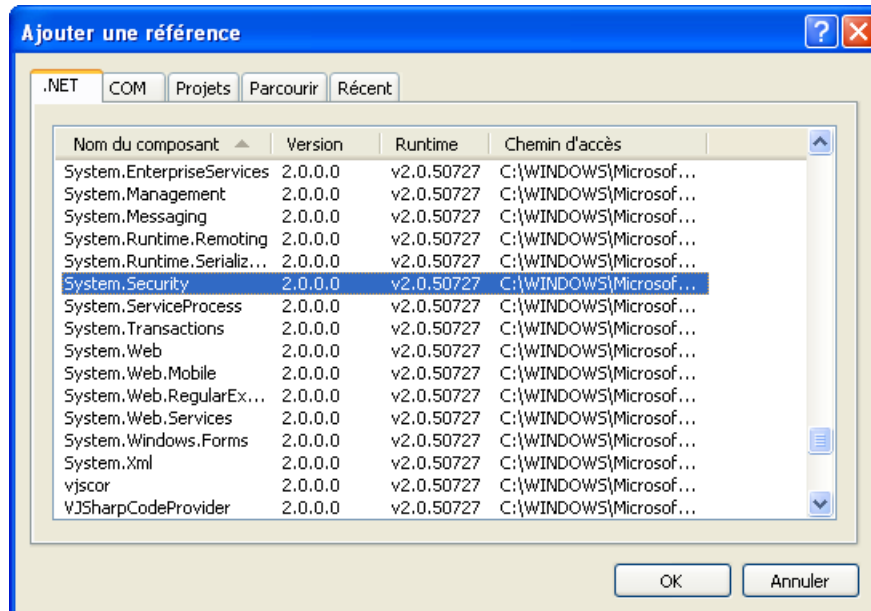 Ajouter une référence
.NET COM Projets Parcourir Récent
Nom du composant Version Runtime Chemin d'accès
System.EnterpriseServices 2.0.0.0 v2.0.50727 C:\WINDOWS\Microsof...
System.Management 2.0.0.0 v2.0.50727 C:\WINDOWS\Microsof...
System.Messaging 2.0.0.0 v2.0.50727 C:\WINDOWS\Microsof...
System.Runtime.Remoting 2.0.0.0 v2.0.50727 C:\WINDOWS\Microsof...
System.Runtime.Serializ... 2.0.0.0 v2.0.50727 C:\WINDOWS\Microsof...
System.Security 2.0.0.0 v2.0.50727 C:\WINDOWS\Microsof...
System.ServiceProcess 2.0.0.0 v2.0.50727 C:\WINDOWS\Microsof...
System.Transactions 2.0.0.0 v2.0.50727 C:\WINDOWS\Microsof...
System.Web 2.0.0.0 v2.0.50727 C:\WINDOWS\Microsof...
System.Web.Mobile 2.0.0.0 v2.0.50727 C:\WINDOWS\Microsof...
System.Web.RegularEx... 2.0.0.0 v2.0.50727 C:\WINDOWS\Microsof...
System.Web.Services 2.0.0.0 v2.0.50727 C:\WINDOWS\Microsof...
System.Windows.Forms 2.0.0.0 v2.0.50727 C:\WINDOWS\Microsof...
System.Xml 2.0.0.0 v2.0.50727 C:\WINDOWS\Microsof...
vjscor 2.0.0.0 v2.0.50727 C:\WINDOWS\Microsof...
VJSharpCodeProvider 2.0.0.0 v2.0.50727 C:\WINDOWS\Microsof...
OK Annuler